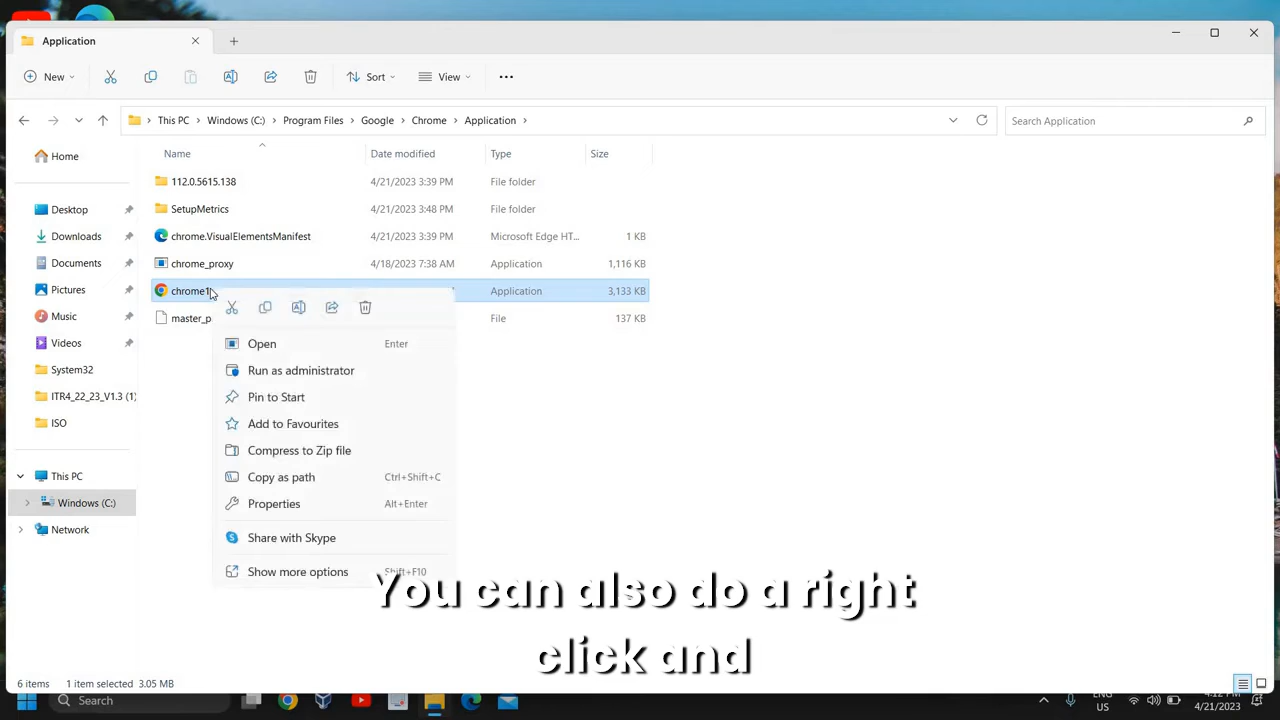 Application
New
Sort
View
This PC
Windows (C:)
Program Files
Google
Chrome
Application
Search Application
Name
Date modified
Type
Size
Home
Desktop
Downloads
Documents
Pictures
Music
Videos
System32
ITR4_22_23_V1.3 (1)
ISO
This PC
Windows (C:)
Network
112.0.5615.138 4/21/2023 3:39 PM File folder
SetupMetrics 4/21/2023 3:48 PM File folder
chrome.VisualElementsManifest 4/21/2023 3:39 PM Microsoft Edge HT... 1 KB
chrome_proxy 4/18/2023 7:38 AM Application 1,116 KB
chrome1 Application 3,133 KB
master_p File 137 KB
Open Enter
Run as administrator
Pin to Start
Add to Favourites
Compress to Zip file
Copy as path Ctrl+Shift+C
Properties Alt+Enter
Share with Skype
Show more options Shift+F10
You can also do a right
click and
6 items 1 item selected 3.05 MB
Search
ENG
US
4:12 PM
4/21/2023